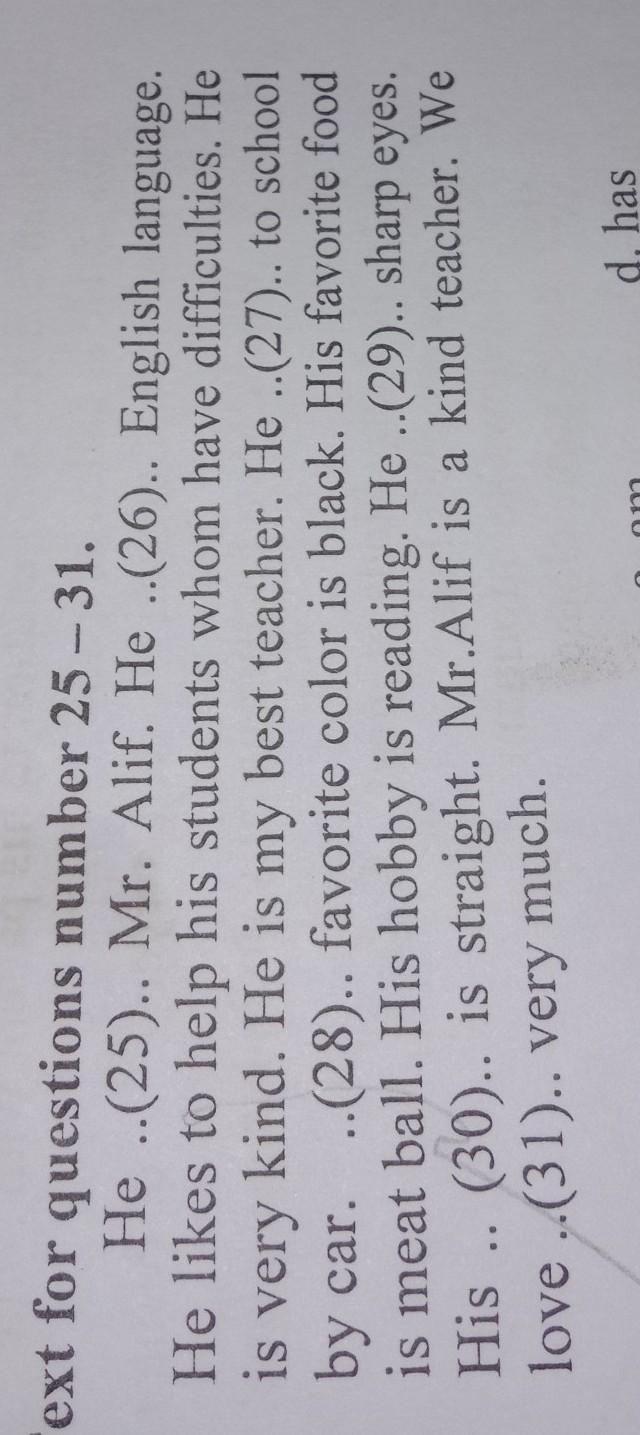 ext for questions number 25 – 31.
He ..(25).. Mr. Alif. He ..(26).. English language.
He likes to help his students whom have difficulties. He
is very kind. He is my best teacher. He ..(27).. to school
by car. ..(28).. favorite color is black. His favorite food
is meat ball. His hobby is reading. He ..(29).. sharp eyes.
His .. (30).. is straight. Mr.Alif is a kind teacher. We
love ..(31).. very much.
d. has